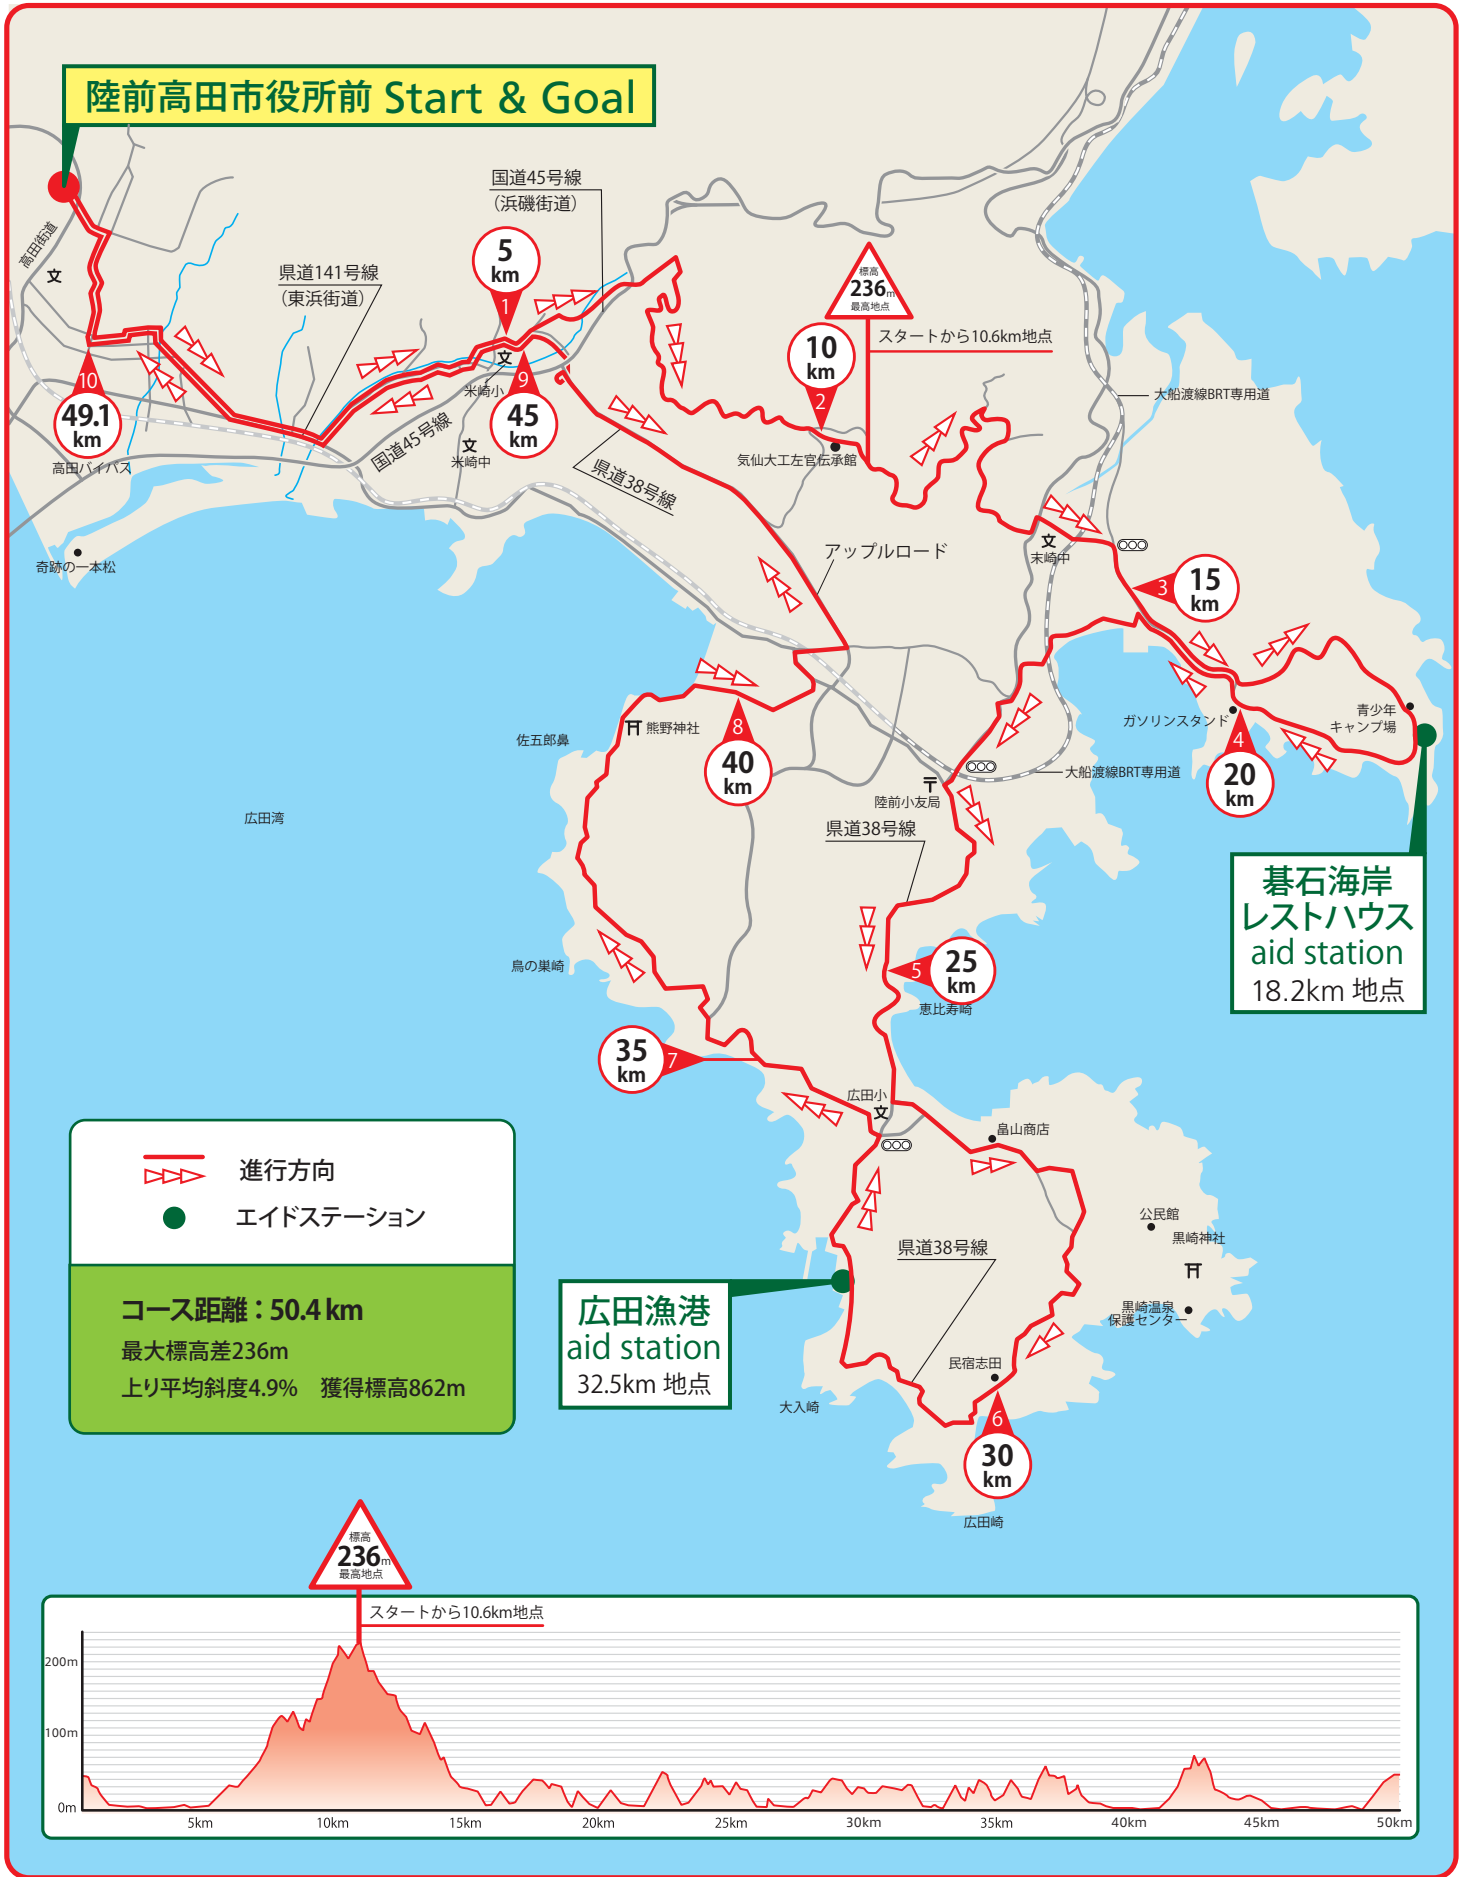 陸前高田市役所前 Start & Goal
国道45号線
（浜磯街道）
高田街道
文
県道141号線
（東浜街道）
5
km
1
標高
236m
最高地点
スタートから10.6km地点
10
km
2
大船渡線BRT専用道
10
49.1
km
高田バイパス
文
米崎小
9
45
km
国道45号線
文
米崎中
県道38号線
気仙大工左官伝承館
奇跡の一本松
アップルロード
文
末崎中
3
15
km
熊野神社
佐五郎鼻
8
40
km
ガソリンスタンド
青少年
キャンプ場
4
20
km
大船渡線BRT専用道
〒
陸前小友局
県道38号線
広田湾
碁石海岸
レストハウス
aid station
18.2km 地点
鳥の巣崎
5
25
km
恵比寿崎
35
km
7
広田小
文
畠山商店
進行方向
エイドステーション
公民館
黒崎神社
県道38号線
黒崎温泉
保護センター
コース距離：50.4 km
最大標高差236m
上り平均斜度4.9%　獲得標高862m
広田漁港
aid station
32.5km 地点
民宿志田
大入崎
6
30
km
広田崎
標高
236m
最高地点
スタートから10.6km地点
200m
100m
0m
5km
10km
15km
20km
25km
30km
35km
40km
45km
50km